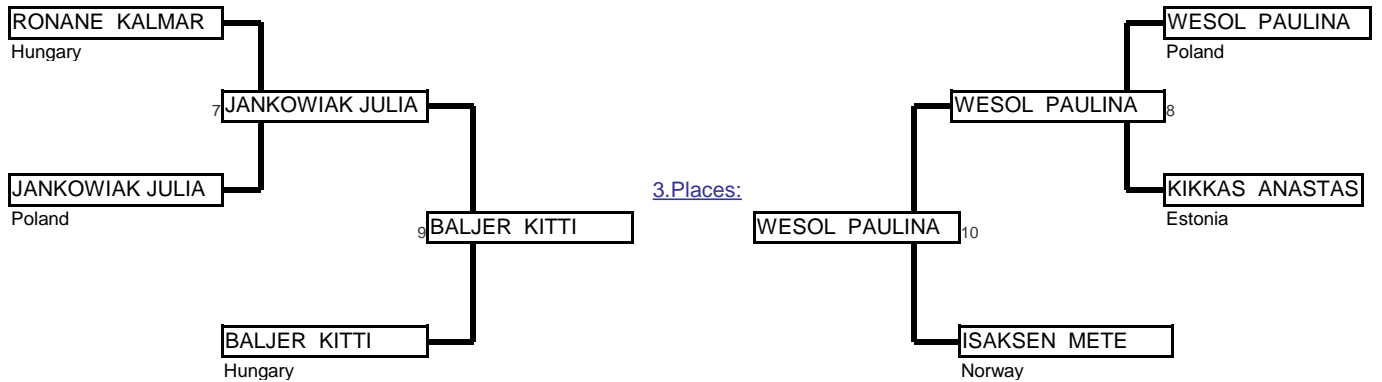 RONANE KALMAR
Hungary
7 JANKOWIAK JULIA
JANKOWIAK JULIA
Poland
9 BALJER KITTI
BALJER KITTI
Hungary
3.Places:
WESOL PAULINA
Poland
WESOL PAULINA 8
KIKKAS ANASTAS
Estonia
WESOL PAULINA 10
ISAKSEN METE
Norway